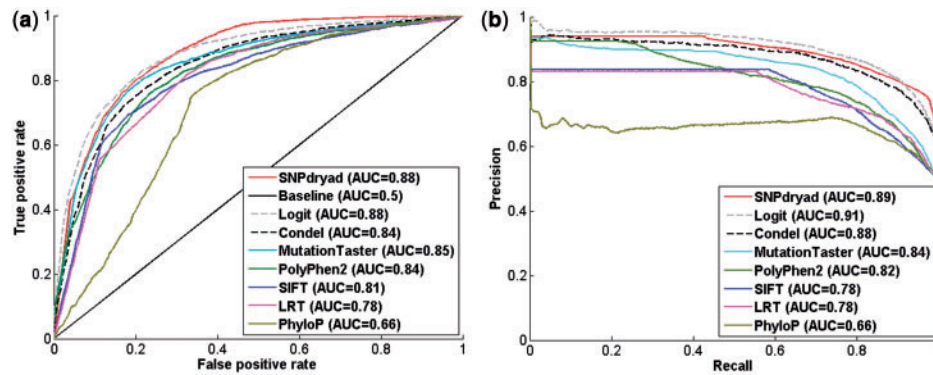 (a)
1
0.8
0.6
0.4
0.2
0
True positive rate
0
0.2
0.4
0.6
0.8
1
False positive rate
SNPdryad (AUC=0.88)
Baseline (AUC=0.5)
Logit (AUC=0.88)
Condel (AUC=0.84)
MutationTaster (AUC=0.85)
PolyPhen2 (AUC=0.84)
SIFT (AUC=0.81)
LRT (AUC=0.78)
PhyloP (AUC=0.66)
(b)
1
0.8
0.6
0.4
0.2
0
Precision
0
0.2
0.4
0.6
0.8
Recall
SNPdryad (AUC=0.89)
Logit (AUC=0.91)
Condel (AUC=0.88)
MutationTaster (AUC=0.84)
PolyPhen2 (AUC=0.82)
SIFT (AUC=0.78)
LRT (AUC=0.78)
PhyloP (AUC=0.66)